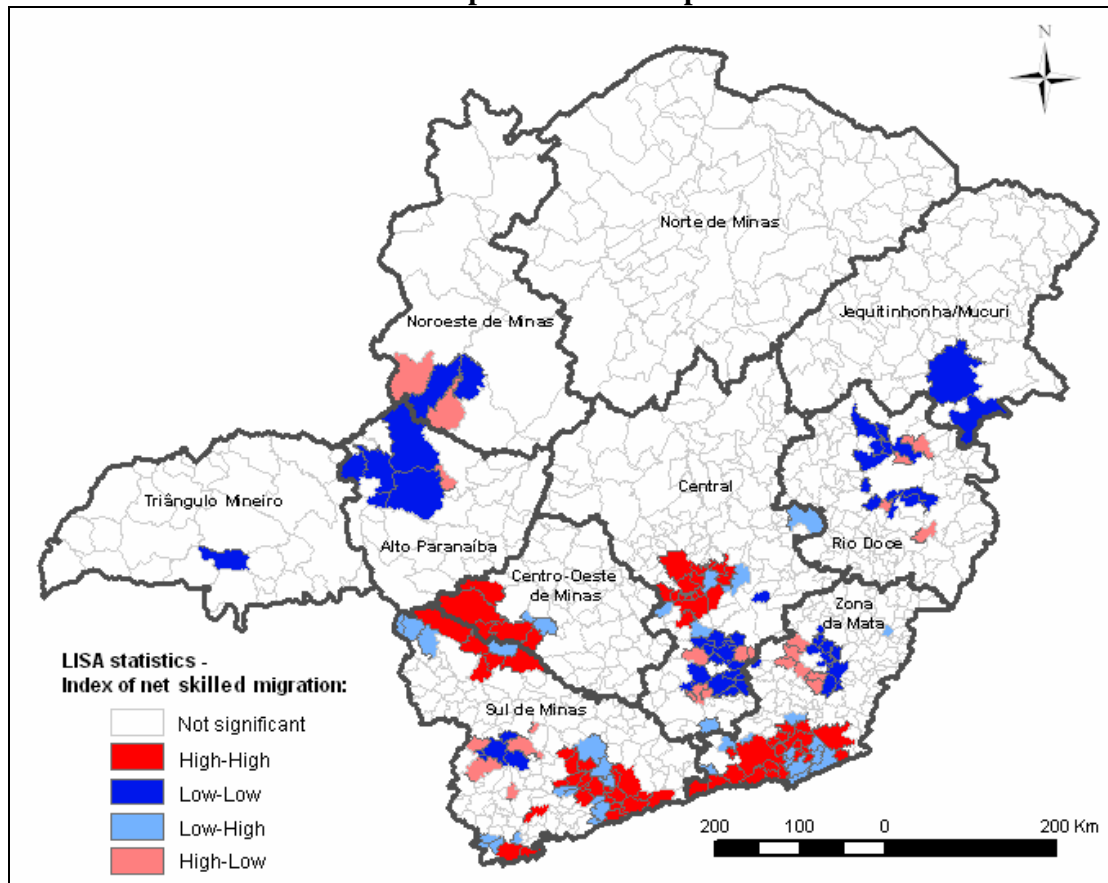 N
Norte de Minas
Jequitinhonha/Mucuri
Noroeste de Minas
Triângulo Mineiro
Central
Alto Paranaíba
Rio Doce
Centro-Oeste
de Minas
Zona
da Mata
Sul de Minas
LISA statistics -
Index of net skilled migration:
Not significant
High-High
Low-Low
Low-High
High-Low
200 100 0 200 Km